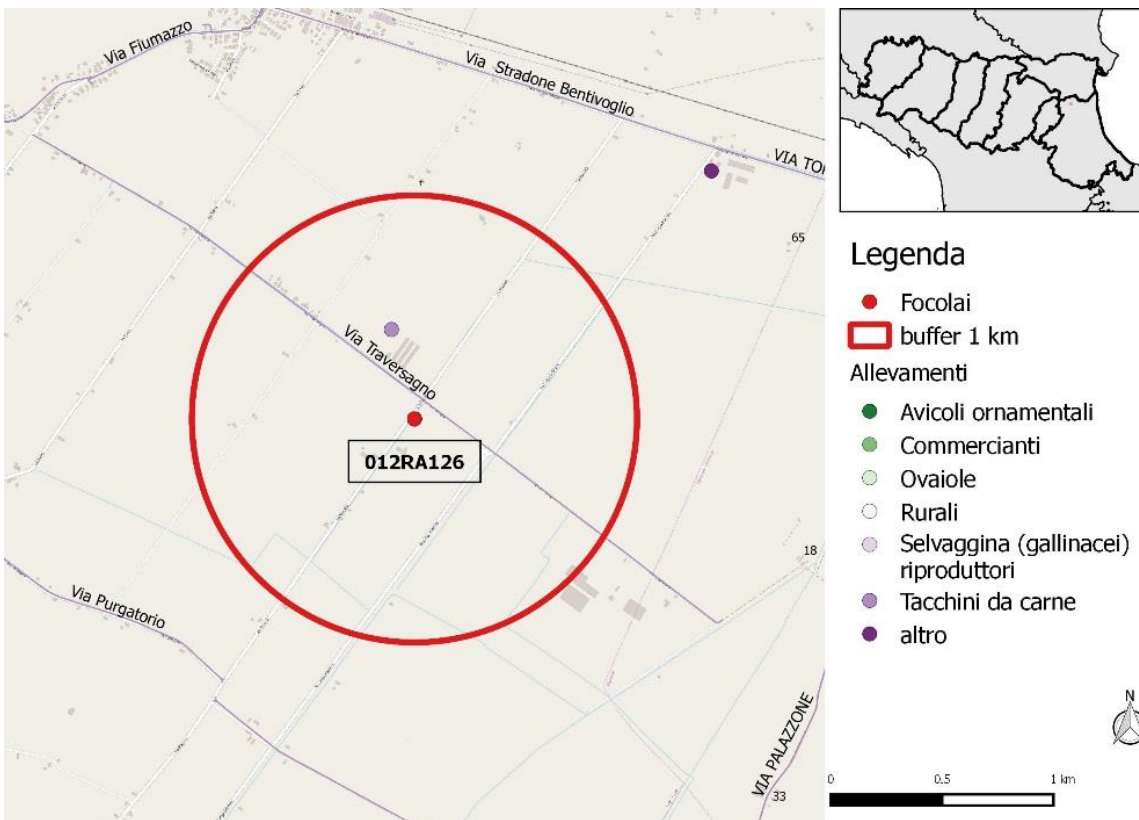 Via Fiumazzo
Via Stradone Bentivoglio
VIA TO
65
Via Traversagno
012RA126
18
Via Purgatorio
VIA PALAZZONE
33
Legenda
Focolai
buffer 1 km
Allevamenti
Avicoli ornamentali
Commercianti
Ovaiole
Rurali
Selvaggina (gallinacei)
riproduttori
Tacchini da carne
altro
N
0 0.5 1 km